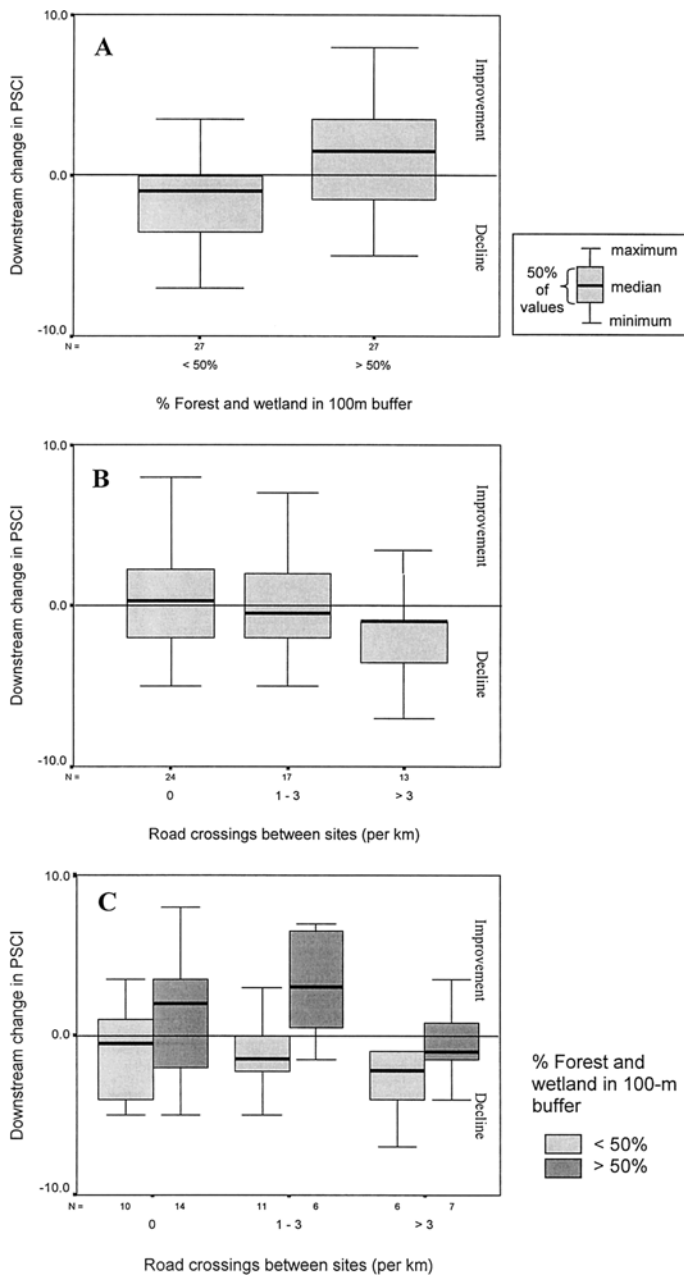 10.0
A
Improvement
Downstream change in PSCI
0.0
Decline
-10.0
N = 27 27
< 50% > 50%
% Forest and wetland in 100m buffer
maximum
50%
of
values
median
minimum
10.0
B
Improvement
Downstream change in PSCI
0.0
Decline
-10.0
N = 24 17 13
0 1 - 3 > 3
Road crossings between sites (per km)
10.0
C
Improvement
Downstream change in PSCI
0.0
Decline
-10.0
N = 10 14 11 6 6 7
0 1 - 3 > 3
Road crossings between sites (per km)
% Forest and
wetland in 100-m
buffer
< 50%
> 50%